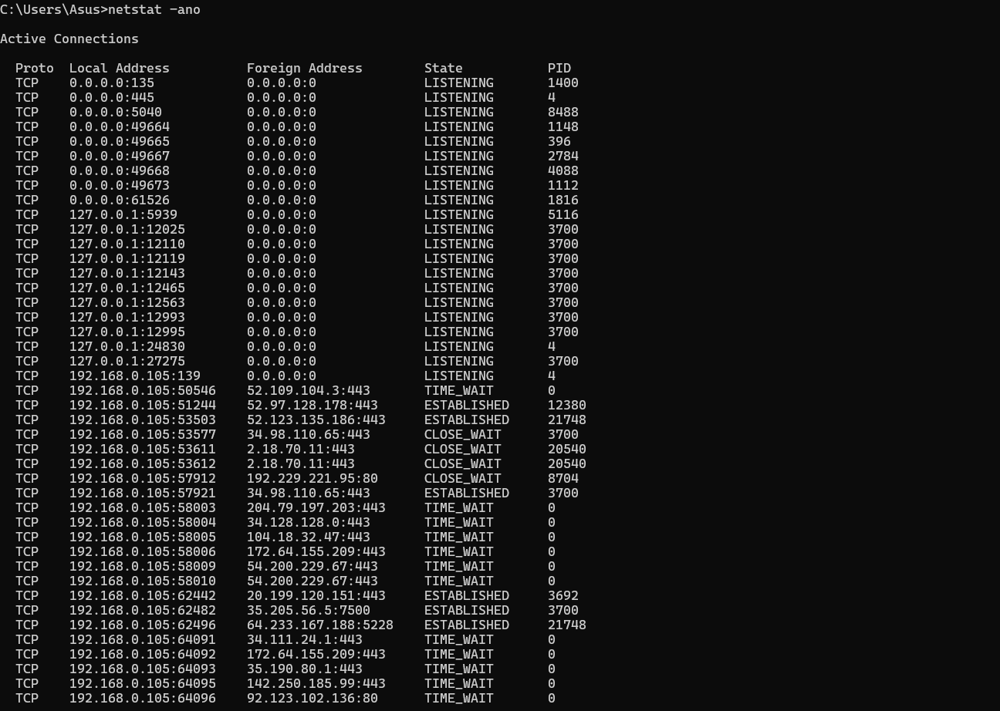 C:\Users\Asus>netstat -ano
Active Connections
Proto  Local Address          Foreign Address        State           PID
TCP    0.0.0.0:135            0.0.0.0:0              LISTENING       1400
TCP    0.0.0.0:445            0.0.0.0:0              LISTENING       4
TCP    0.0.0.0:5040           0.0.0.0:0              LISTENING       8488
TCP    0.0.0.0:49664          0.0.0.0:0              LISTENING       1148
TCP    0.0.0.0:49665          0.0.0.0:0              LISTENING       396
TCP    0.0.0.0:49667          0.0.0.0:0              LISTENING       2784
TCP    0.0.0.0:49668          0.0.0.0:0              LISTENING       4088
TCP    0.0.0.0:49673          0.0.0.0:0              LISTENING       1112
TCP    0.0.0.0:61526          0.0.0.0:0              LISTENING       1816
TCP    127.0.0.1:5939         0.0.0.0:0              LISTENING       5116
TCP    127.0.0.1:12025        0.0.0.0:0              LISTENING       3700
TCP    127.0.0.1:12110        0.0.0.0:0              LISTENING       3700
TCP    127.0.0.1:12119        0.0.0.0:0              LISTENING       3700
TCP    127.0.0.1:12143        0.0.0.0:0              LISTENING       3700
TCP    127.0.0.1:12465        0.0.0.0:0              LISTENING       3700
TCP    127.0.0.1:12563        0.0.0.0:0              LISTENING       3700
TCP    127.0.0.1:12993        0.0.0.0:0              LISTENING       3700
TCP    127.0.0.1:12995        0.0.0.0:0              LISTENING       3700
TCP    127.0.0.1:24830        0.0.0.0:0              LISTENING       4
TCP    127.0.0.1:27275        0.0.0.0:0              LISTENING       3700
TCP    192.168.0.105:139      0.0.0.0:0              LISTENING       4
TCP    192.168.0.105:50546    52.109.104.3:443       TIME_WAIT       0
TCP    192.168.0.105:51244    52.97.128.178:443      ESTABLISHED     12380
TCP    192.168.0.105:53503    52.123.135.186:443     ESTABLISHED     21748
TCP    192.168.0.105:53577    34.98.110.65:443       CLOSE_WAIT      3700
TCP    192.168.0.105:53611    2.18.70.11:443         CLOSE_WAIT      20540
TCP    192.168.0.105:53612    2.18.70.11:443         CLOSE_WAIT      20540
TCP    192.168.0.105:57912    192.229.221.95:80      CLOSE_WAIT      8704
TCP    192.168.0.105:57921    34.98.110.65:443       ESTABLISHED     3700
TCP    192.168.0.105:58003    204.79.197.203:443     TIME_WAIT       0
TCP    192.168.0.105:58004    34.128.128.0:443       TIME_WAIT       0
TCP    192.168.0.105:58005    104.18.32.47:443       TIME_WAIT       0
TCP    192.168.0.105:58006    172.64.155.209:443     TIME_WAIT       0
TCP    192.168.0.105:58009    54.200.229.67:443      TIME_WAIT       0
TCP    192.168.0.105:58010    54.200.229.67:443      TIME_WAIT       0
TCP    192.168.0.105:62442    20.199.120.151:443     ESTABLISHED     3692
TCP    192.168.0.105:62482    35.205.56.5:7500       ESTABLISHED     3700
TCP    192.168.0.105:62496    64.233.167.188:5228    ESTABLISHED     21748
TCP    192.168.0.105:64091    34.111.24.1:443        TIME_WAIT       0
TCP    192.168.0.105:64092    172.64.155.209:443     TIME_WAIT       0
TCP    192.168.0.105:64093    35.190.80.1:443        TIME_WAIT       0
TCP    192.168.0.105:64095    142.250.185.99:443     TIME_WAIT       0
TCP    192.168.0.105:64096    92.123.102.136:80      TIME_WAIT       0